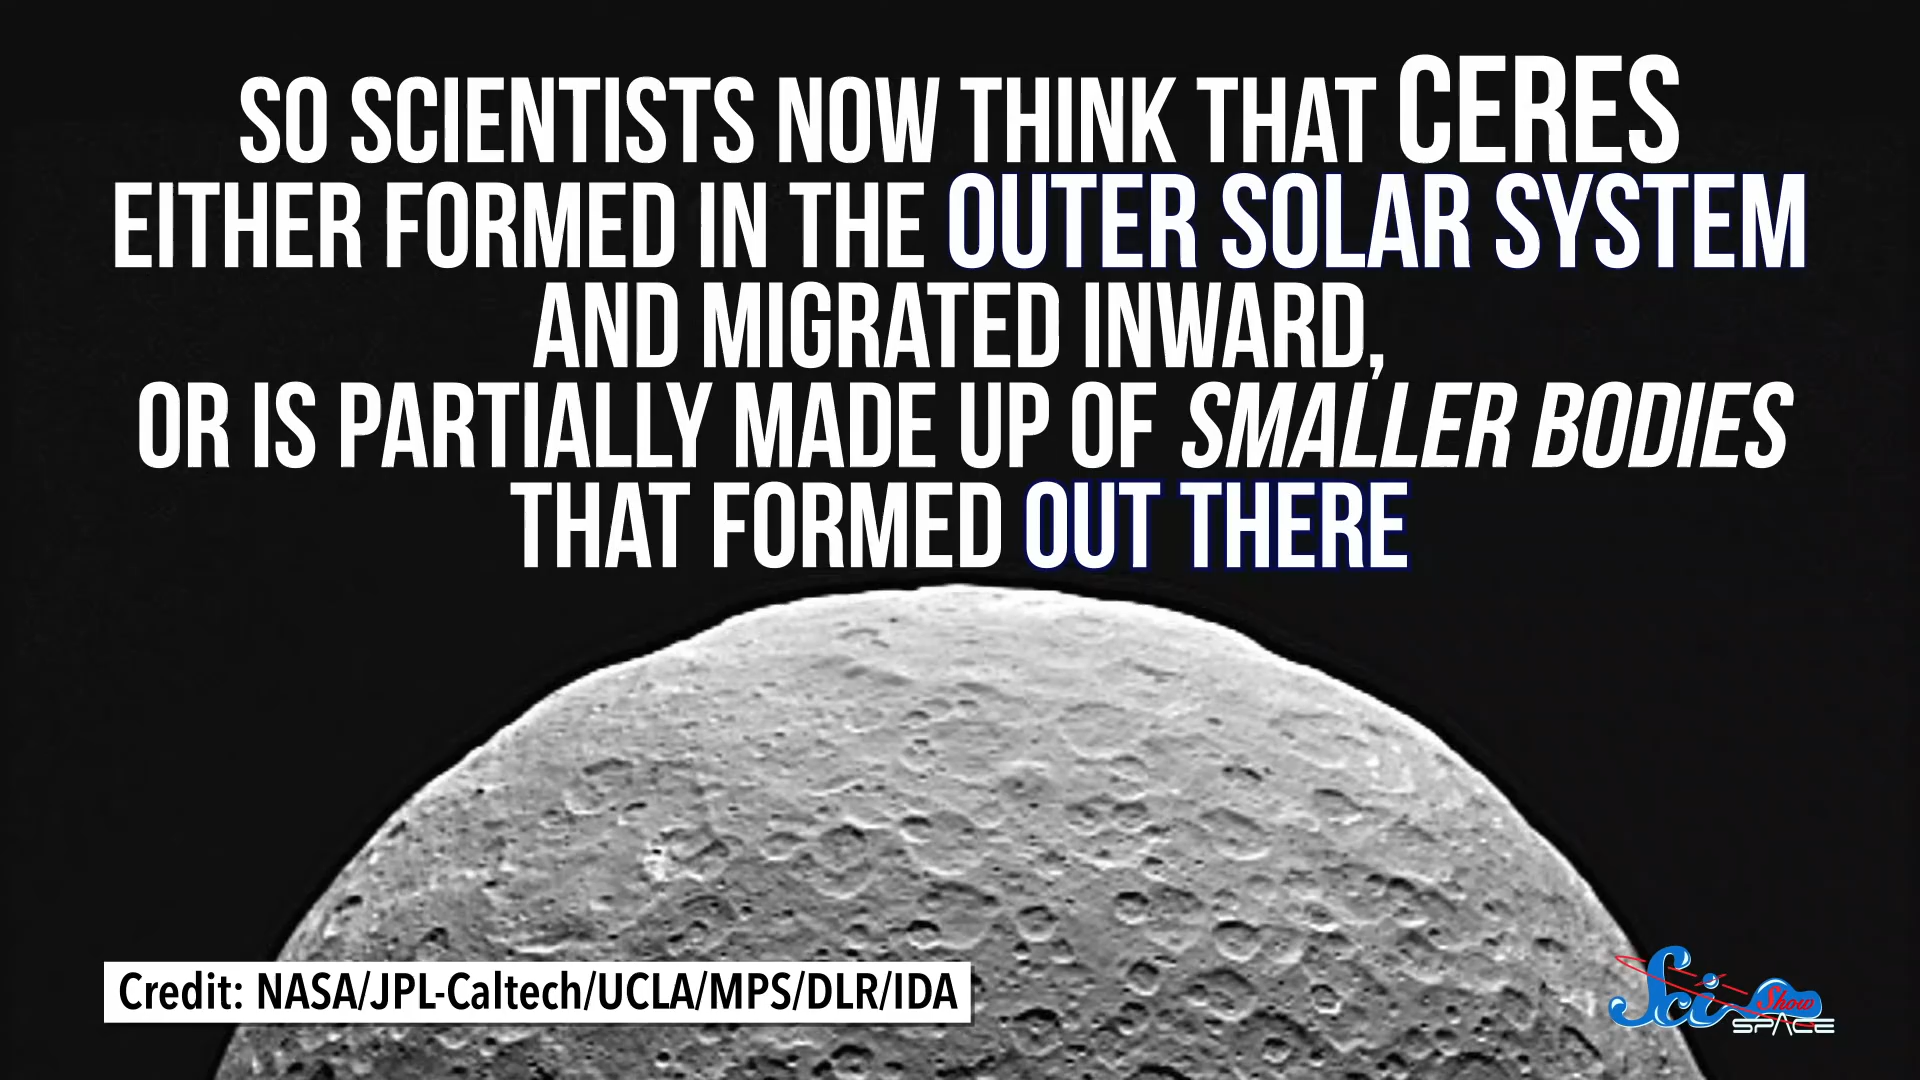 SO SCIENTISTS NOW THINK THAT CERES
EITHER FORMED IN THE OUTER SOLAR SYSTEM
AND MIGRATED INWARD,
OR IS PARTIALLY MADE UP OF SMALLER BODIES
THAT FORMED OUT THERE
Credit: NASA/JPL-Caltech/UCLA/MPS/DLR/IDA
Sci Show
SPACE